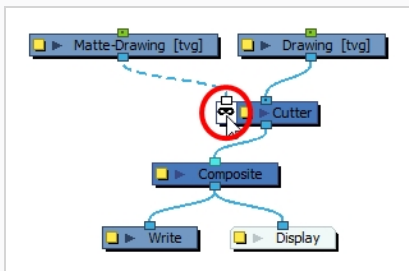 Matte-Drawing [tvg]
Drawing [tvg]
Cutter
Composite
Write
Display